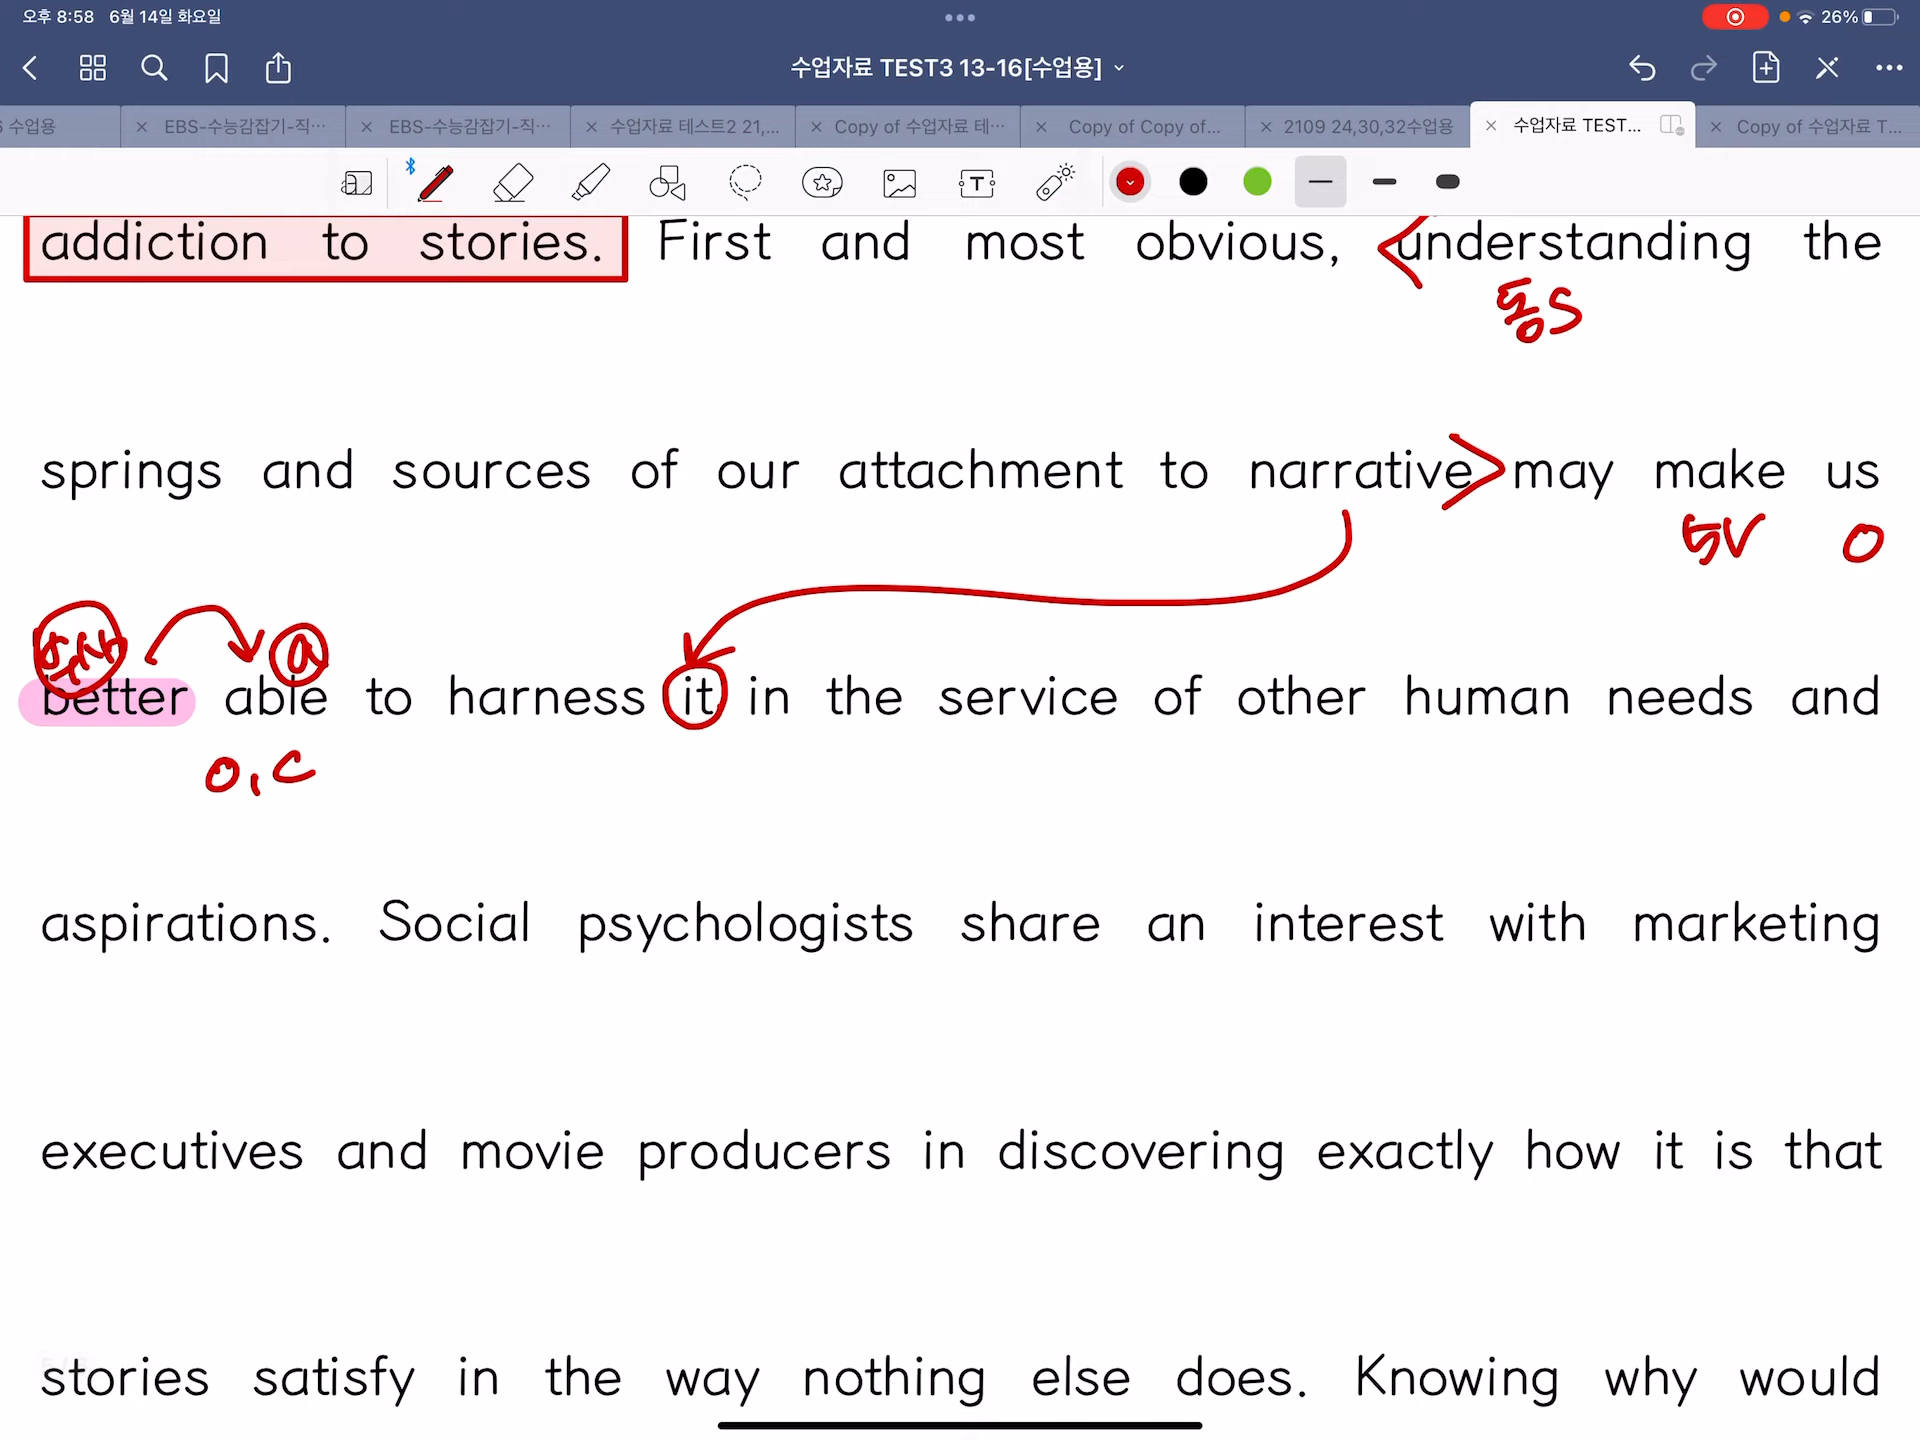 오후 8:58 6월 14일 화요일 26%
수업자료 TEST3 13-16[수업용]
수업용 EBS-수능감잡기-직… EBS-수능감잡기-직… 수업자료 테스트2 21,... Copy of 수업자료 테… Copy of Copy of... 2109 24,30,32수업용 수업자료 TEST... Copy of 수업자료 T...
addiction to stories. First and most obvious, understanding the
동S
springs and sources of our attachment to narrative may make us
5V O
a
better able to harness it in the service of other human needs and
O,C
aspirations. Social psychologists share an interest with marketing
executives and movie producers in discovering exactly how it is that
stories satisfy in the way nothing else does. Knowing why would